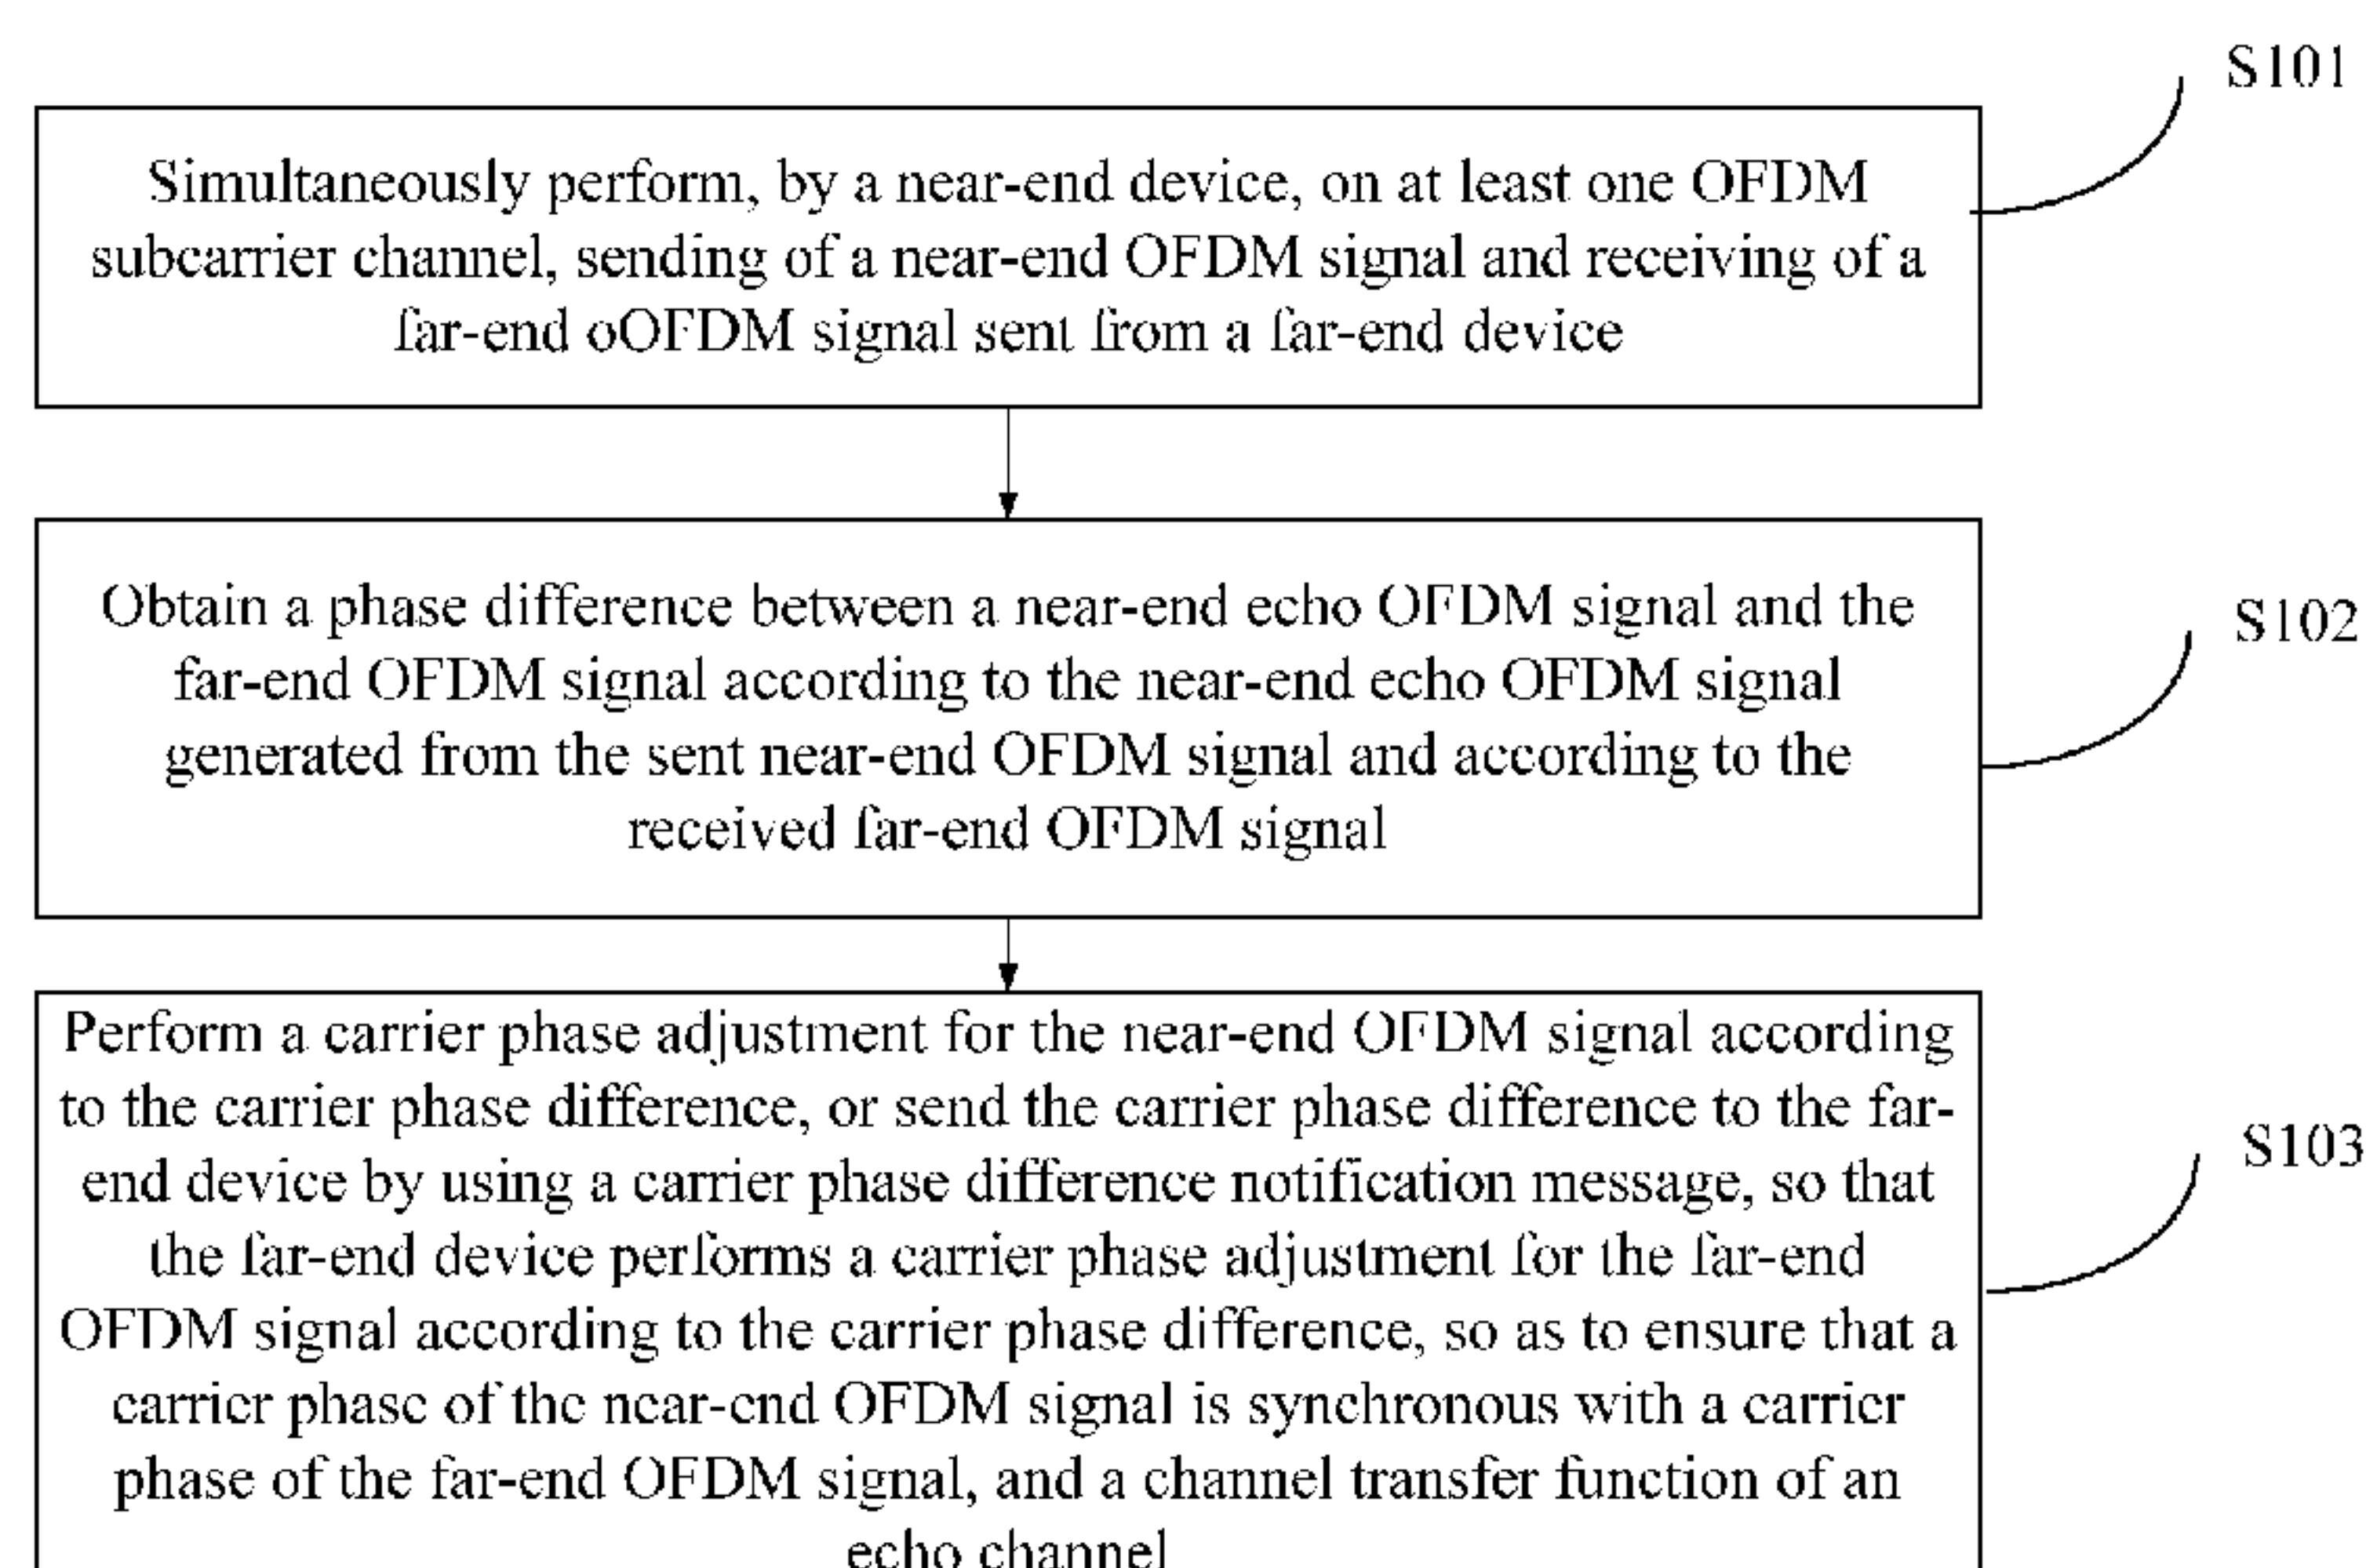 S101
Simultaneously perform, by a near-end device, on at least one OFDM
subcarrier channel, sending of a near-end OFDM signal and receiving of a
far-end oOFDM signal sent from a far-end device
Obtain a phase difference between a near-end echo OFDM signal and the
far-end OFDM signal according to the near-end echo OFDM signal
generated from the sent near-end OFDM signal and according to the
received far-end OFDM signal
S102
Perform a carrier phase adjustment for the near-end OFDM signal according
to the carrier phase difference, or send the carrier phase difference to the far-
end device by using a carrier phase difference notification message, so that
the far-end device performs a carrier phase adjustment for the far-end
OFDM signal according to the carrier phase difference, so as to ensure that a
carrier phase of the near-end OFDM signal is synchronous with a carrier
phase of the far-end OFDM signal, and a channel transfer function of an
echo channel
S103